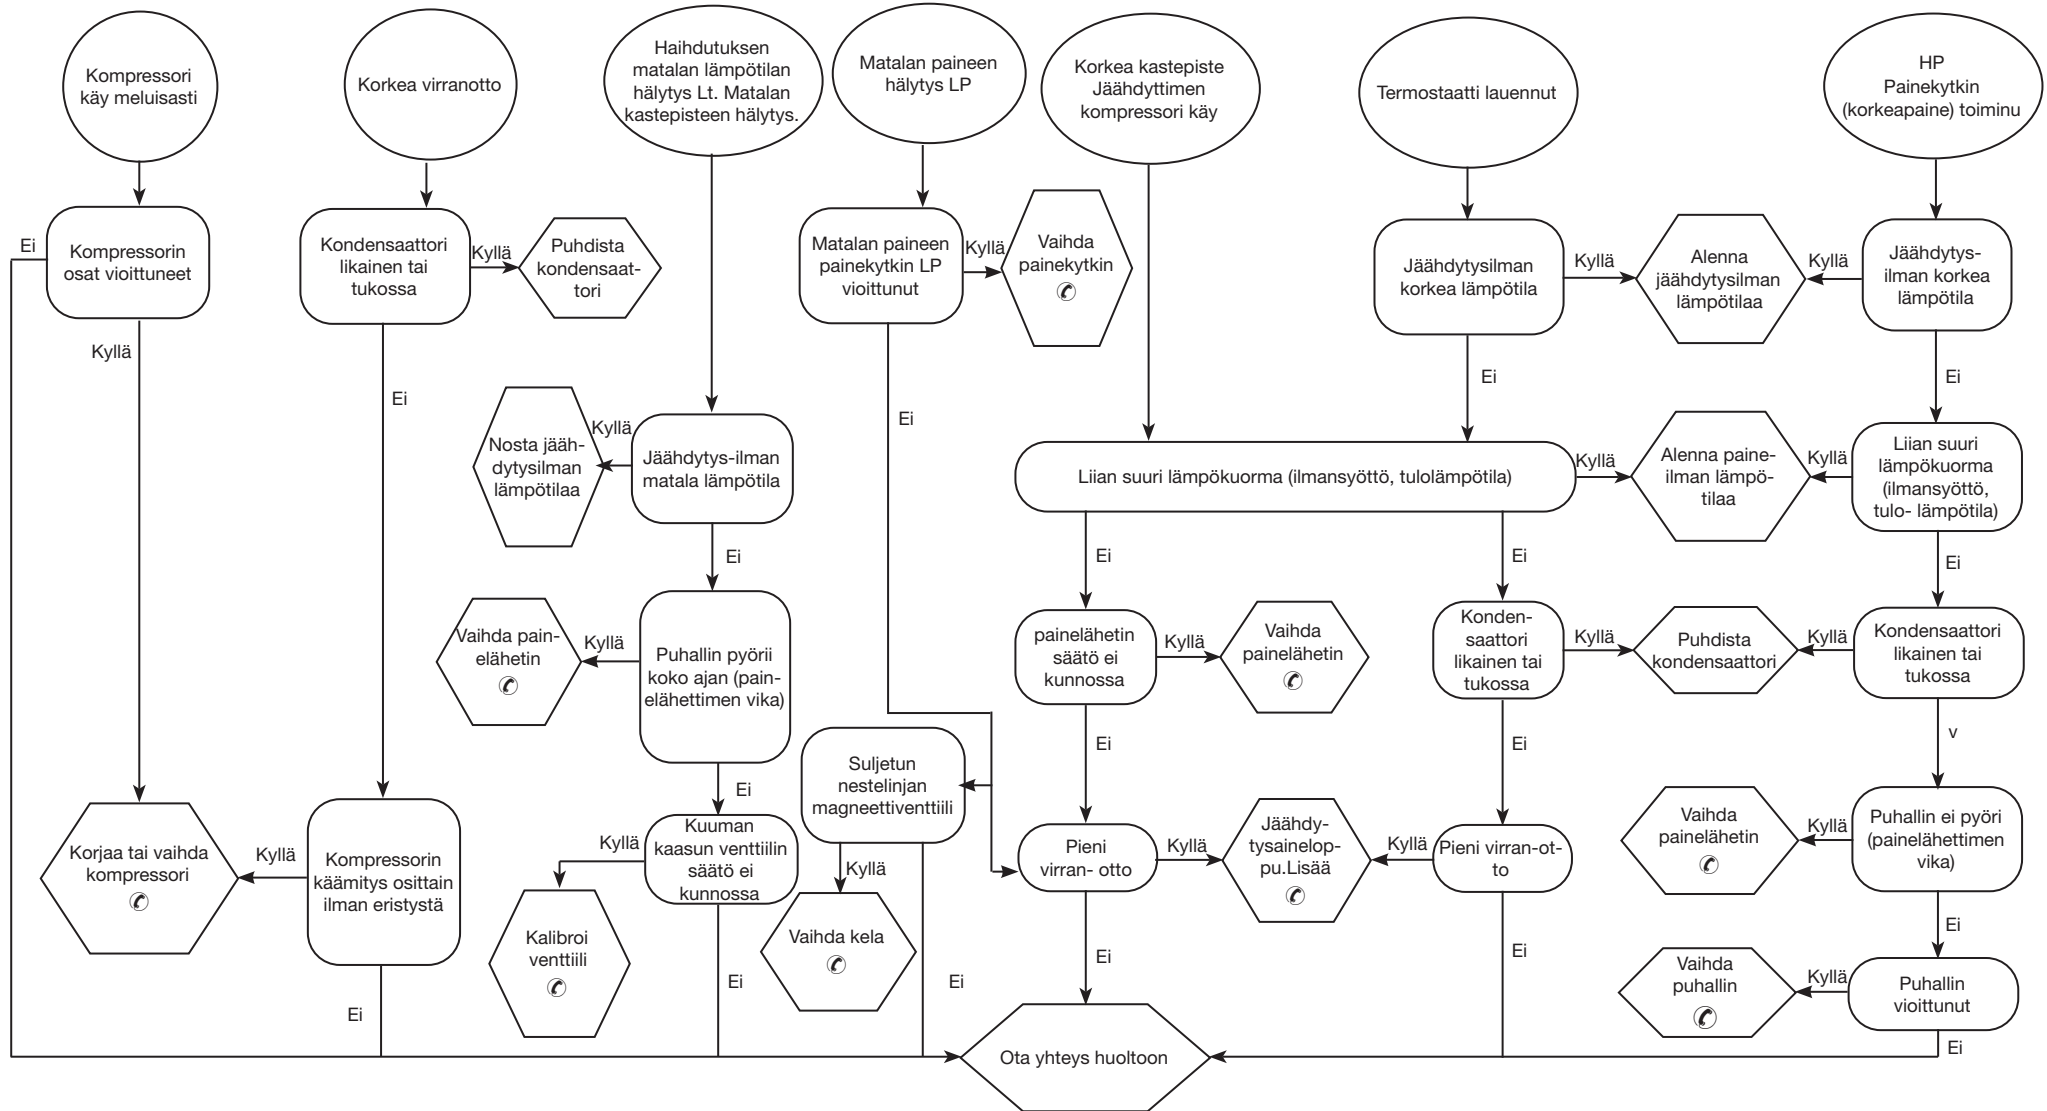 Kompressori
käy meluisasti
Korkea virranotto
Haihdutuksen
matalan lämpötilan
hälytys Lt. Matalan
kastepisteen hälytys.
Matalan paineen
hälytys LP
Korkea kastepiste
Jäähdyttimen
kompressori käy
Termostaatti lauennut
HP
Painekytkin
(korkeapaine) toiminu
Ei
Kompressorin
osat vioittuneet
Kyllä
Kondensaattori
likainen tai
tukossa
Kyllä
Puhdista
kondensaat-
tori
Ei
Matalan paineen
painekytkin LP
vioittunut
Kyllä
Vaihda
painekytkin
Ei
Jäähdytysilman
korkea lämpötila
Kyllä
Alenna
jäähdytysilman
lämpötilaa
Kyllä
Jäähdytys-
ilman korkea
lämpötila
Ei
Ei
Nosta jääh-
dytysilman
lämpötilaa
Kyllä
Jäähdytys-ilman
matala lämpötila
Ei
Liian suuri lämpökuorma (ilmansyöttö, tulolämpötila)
Kyllä
Alenna paine-
ilman lämpö-
tilaa
Kyllä
Liian suuri
lämpökuorma
(ilmansyöttö,
tulo- lämpötila)
Ei
Ei
Ei
Vaihda pain-
elähetin
Kyllä
Puhallin pyörii
koko ajan (pain-
elähettimen vika)
Ei
painelähetin
säätö ei
kunnossa
Kyllä
Vaihda
painelähetin
Ei
Konden-
saattori
likainen tai
tukossa
Kyllä
Puhdista
kondensaattori
Kyllä
Kondensaattori
likainen tai
tukossa
Ei
v
Suljetun
nestelinjan
magneettiventtiili
Kyllä
Vaihda kela
Ei
Korjaa tai vaihda
kompressori
Kyllä
Kompressorin
käämitys osittain
ilman eristystä
Ei
Kyllä
Kuuman
kaasun venttiilin
säätö ei
kunnossa
Kalibroi
venttiili
Ei
Pieni
virran- otto
Kyllä
Jäähdy-
tysainelop-
pu.Lisää
Kyllä
Pieni virran-ot-
to
Ei
Ei
Vaihda
painelähetin
Kyllä
Puhallin ei pyöri
(painelähettimen
vika)
Ei
Vaihda
puhallin
Kyllä
Puhallin
vioittunut
Ei
Ota yhteys huoltoon